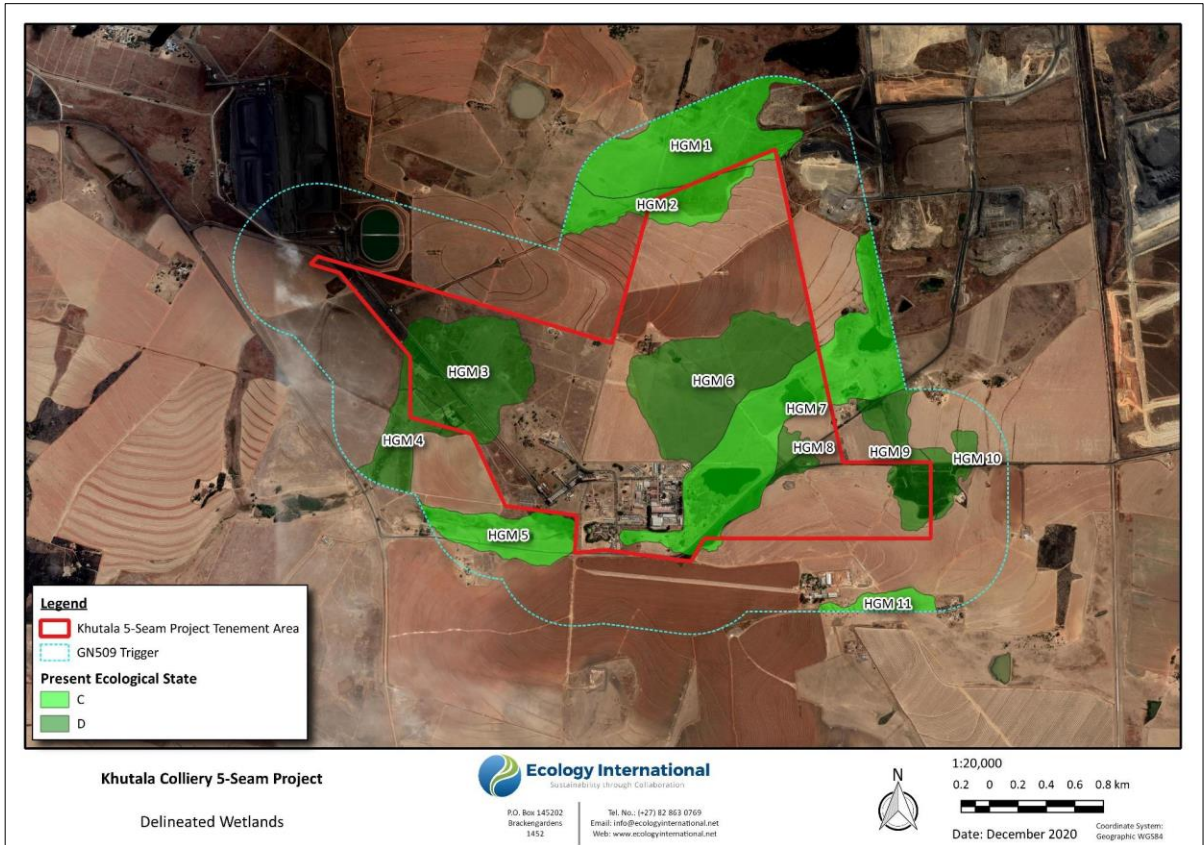 HGM 1
HGM 2
HGM 3
HGM 6
HGM 7
HGM 4
HGM 8
HGM 9
HGM 10
HGM 5
HGM 11
Legend
Khutala 5-Seam Project Tenement Area
GN509 Trigger
Present Ecological State
C
D
Khutala Colliery 5-Seam Project
Delineated Wetlands
Ecology International
Sustainability through Collaboration
P.O. Box 145202
Brackengardens
1452
Tel. No.: (+27) 82 863 0769
Email: info@ecologyinternational.net
Web: www.ecologyinternational.net
N
1:20,000
0.2 0 0.2 0.4 0.6 0.8 km
Date: December 2020
Coordinate System:
Geographic WGS84